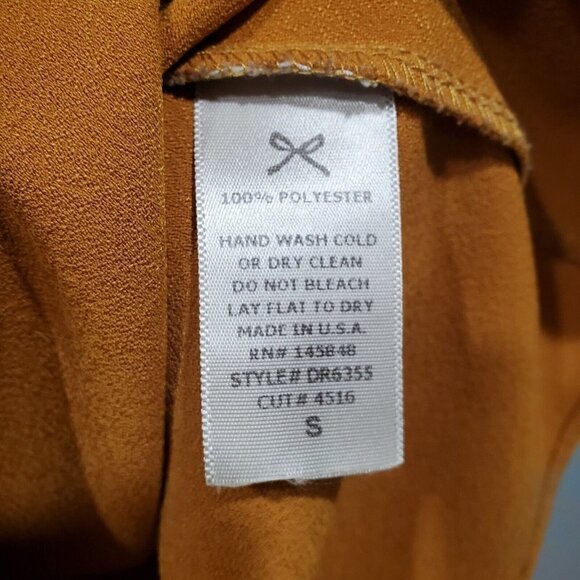 100% POLYESTER
HAND WASH COLD
OR DRY CLEAN
DO NOT BLEACH
LAY FLAT TO DRY
MADE IN U.S.A.
RN# 145848
STYLE# DR6355
CUT# 4516
S